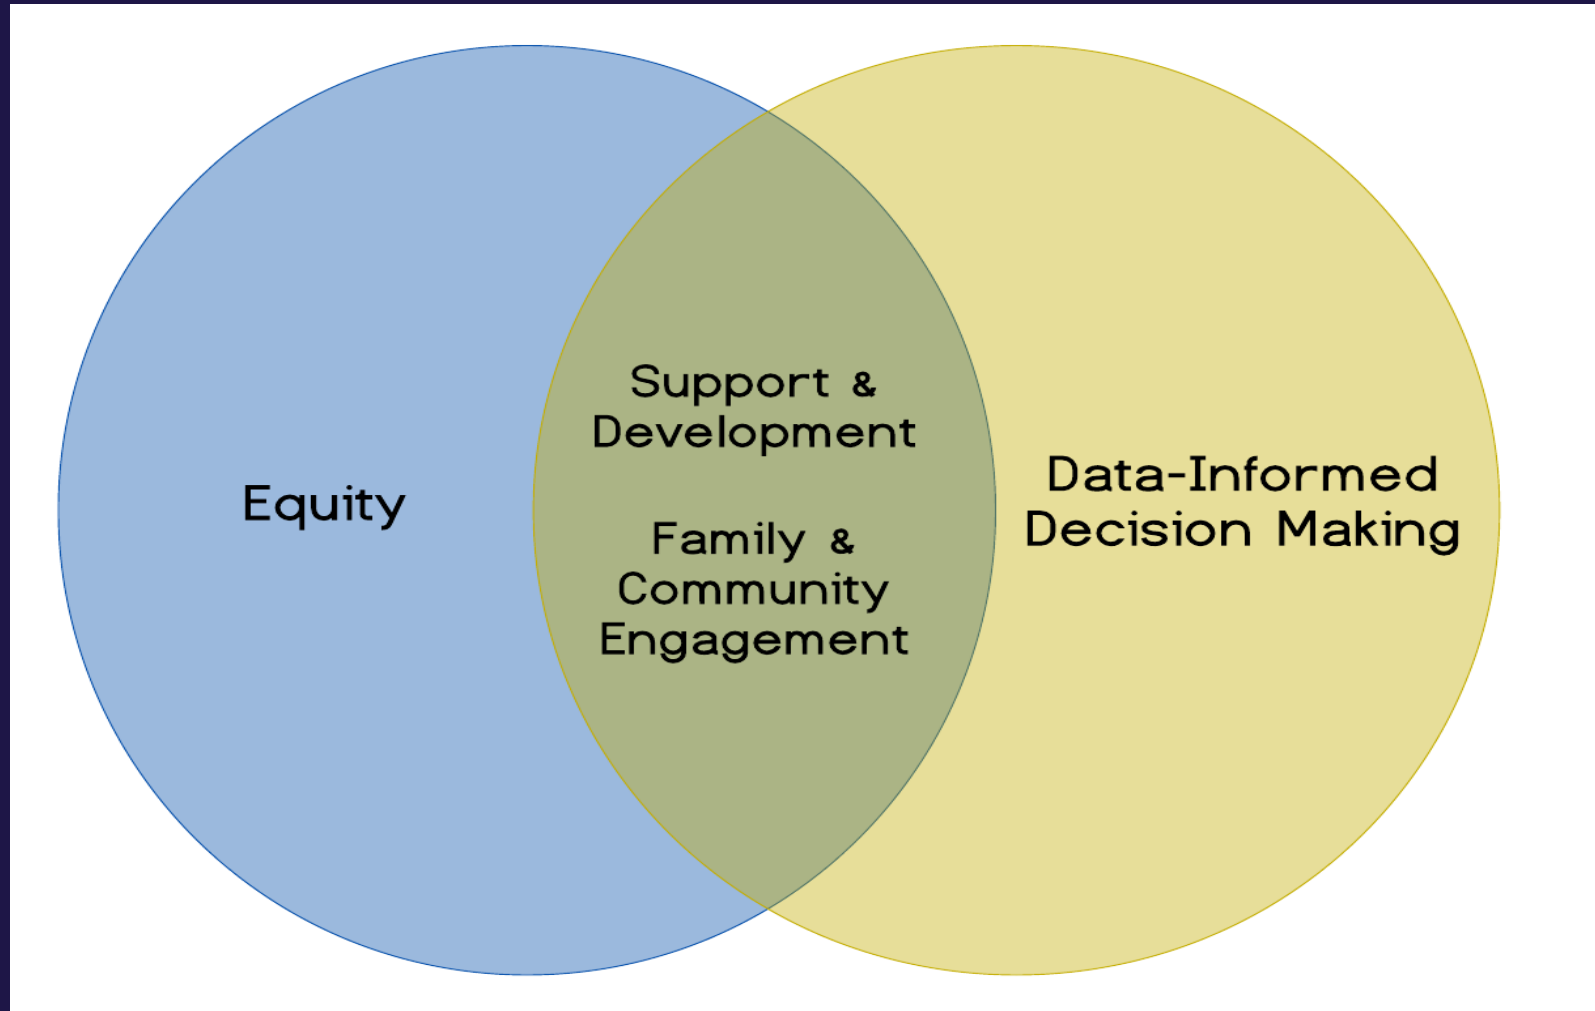 Equity
Support &
Development
Family &
Community
Engagement
Data-Informed
Decision Making